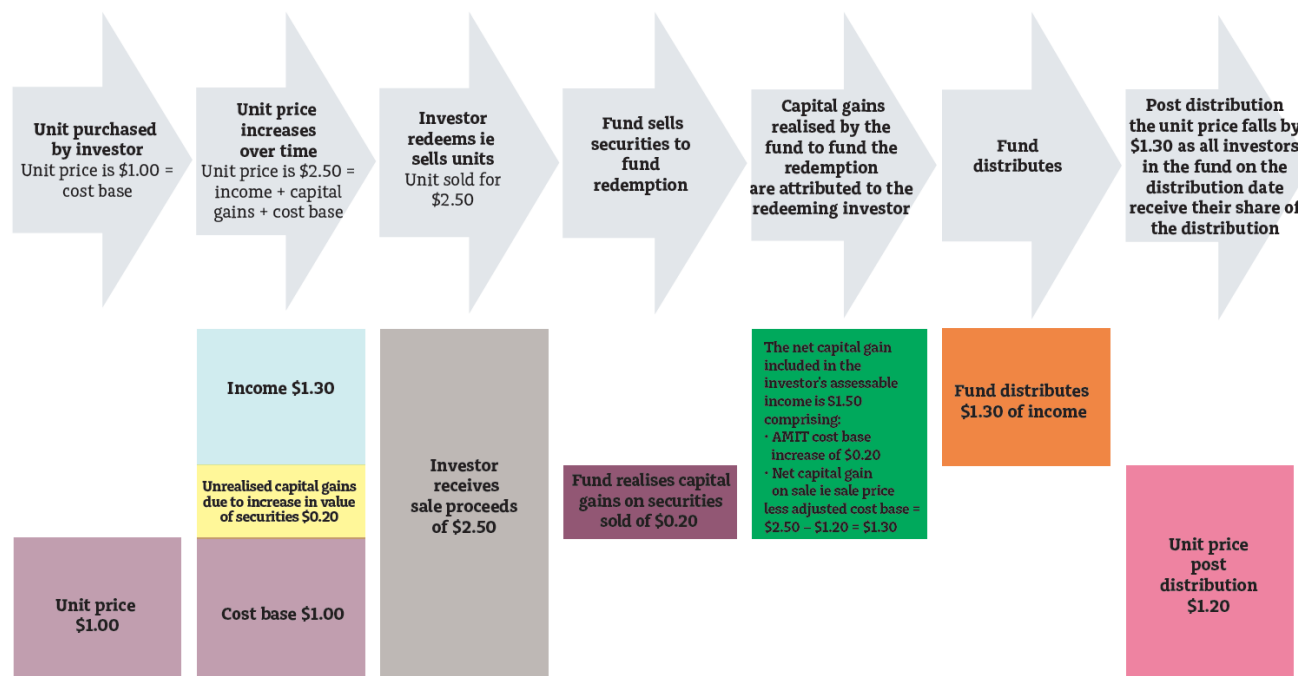 Unit purchased
by investor
Unit price is $1.00 =
cost base
Unit price
increases
over time
Unit price is $2.50 =
income + capital
gains + cost base
Investor
redeems ie
sells units
Unit sold for
$2.50
Fund sells
securities to
fund
redemption
Capital gains
realised by the
fund to fund the
redemption
are attributed to the
redeeming investor
Fund
distributes
Post distribution
the unit price falls by
$1.30 as all investors
in the fund on the
distribution date
receive their share of
the distribution
Unit price
$1.00
Income $1.30
Unrealised capital gains
due to increase in value
of securities $0.20
Cost base $1.00
Investor
receives
sale proceeds
of $2.50
Fund realises capital
gains on securities
sold of $0.20
The net capital gain
included in the
investor's assessable
income is $1.50
comprising:
· AMIT cost base
increase of $0.20
· Net capital gain
on sale ie sale price
less adjusted cost base =
$2.50 – $1.20 = $1.30
Fund distributes
$1.30 of income
Unit price
post
distribution
$1.20